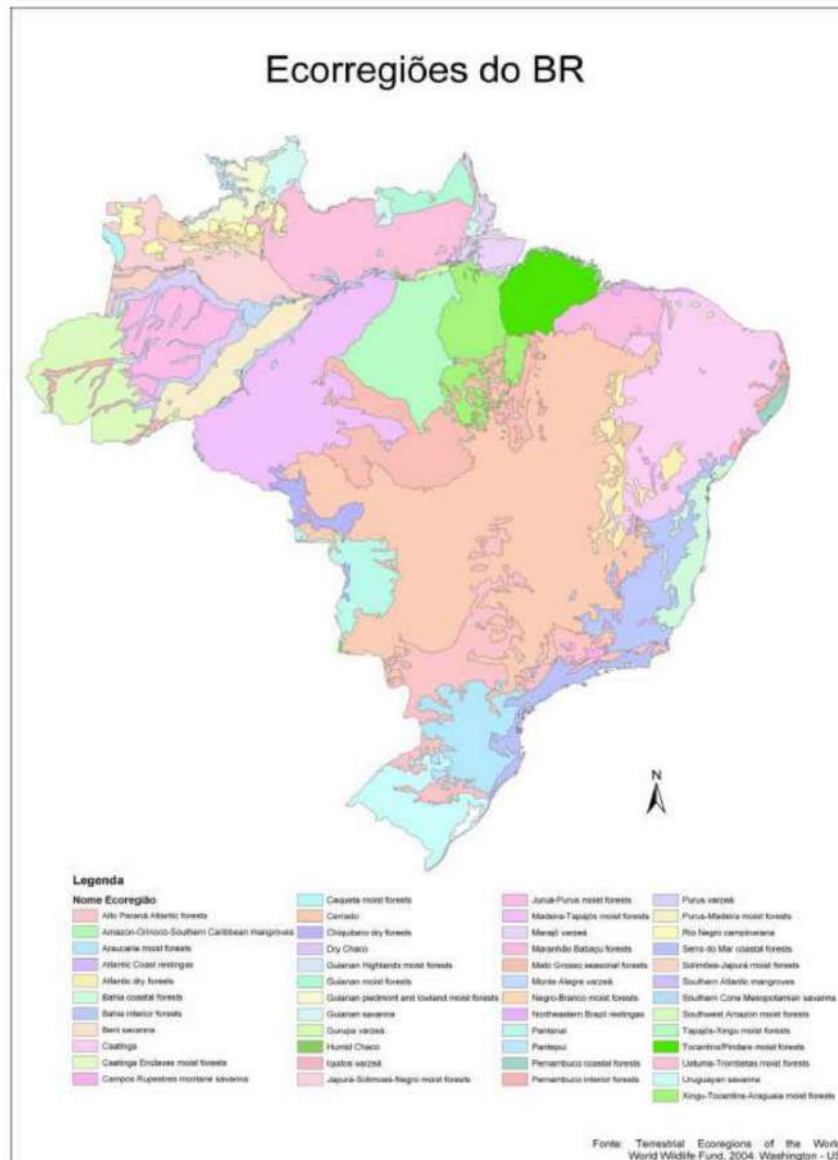 Ecorregiões do BR
N
Legenda
Nome Ecoregião
Alto Paraná Atlantic forests
Amazon-Orinoco-Southern Caribbean mangroves
Araucaria moist forests
Atlantic Coast restingas
Atlantic dry forests
Bahia coastal forests
Bahia interior forests
Beni savanna
Caatinga
Caatinga Enclaves moist forests
Campos Rupestres montane savanna
Caqueta moist forests
Cerrado
Chiquitano dry forests
Dry Chaco
Guianan Highlands moist forests
Guianan moist forests
Guianan piedmont and lowland moist forests
Guianan savanna
Gurupa varzeá
Humid Chaco
Iquitos varzeá
Japurá-Solimoes-Negro moist forests
Juruá-Purus moist forests
Madeira-Tapajós moist forests
Marajó varzeá
Maranhão Babaçu forests
Mato Grosso seasonal forests
Monte Alegre varzeá
Negro-Branco moist forests
Northeastern Brazil restingas
Pantanal
Pantepui
Pernambuco coastal forests
Pernambuco interior forests
Purus varzeá
Purus-Madeira moist forests
Rio Negro campinarana
Serra do Mar coastal forests
Solimões-Japurá moist forests
Southern Atlantic mangroves
Southern Cone Mesopotamian savanna
Southwest Amazon moist forests
Tapajós-Xingu moist forests
Tocantins/Pindare moist forests
Uatuma-Trombetas moist forests
Uruguayan savanna
Xingu-Tocantins-Araguaia moist forests
Fonte: Terrestrial Ecoregions of the World
World Wildlife Fund. 2004. Washington - US